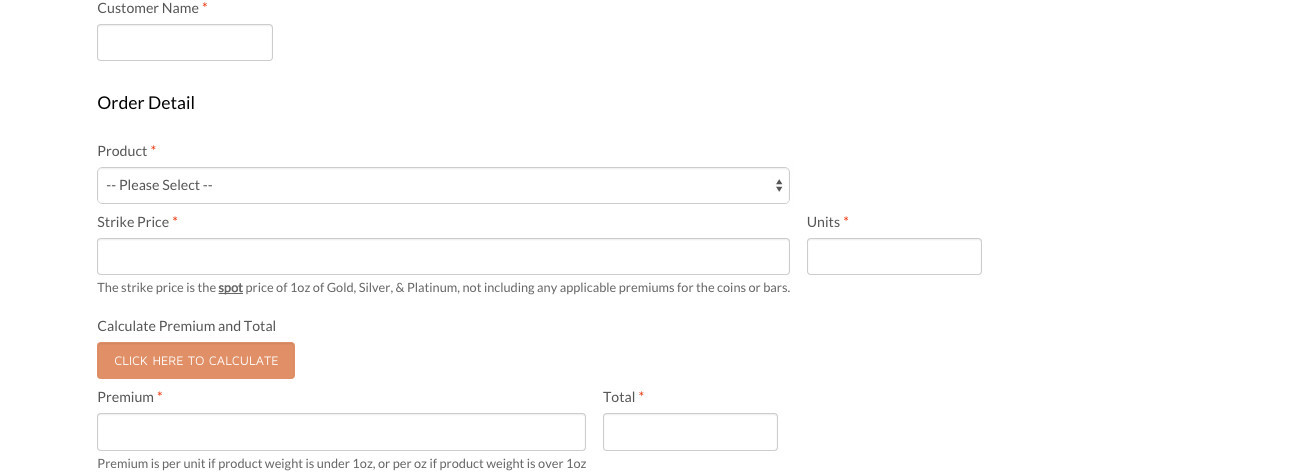 Customer Name *
Order Detail
Product *
-- Please Select --
Strike Price *
Units *
The strike price is the spot price of 1oz of Gold, Silver, & Platinum, not including any applicable premiums for the coins or bars.
Calculate Premium and Total
CLICK HERE TO CALCULATE
Premium *
Total *
Premium is per unit if product weight is under 1oz, or per oz if product weight is over 1oz